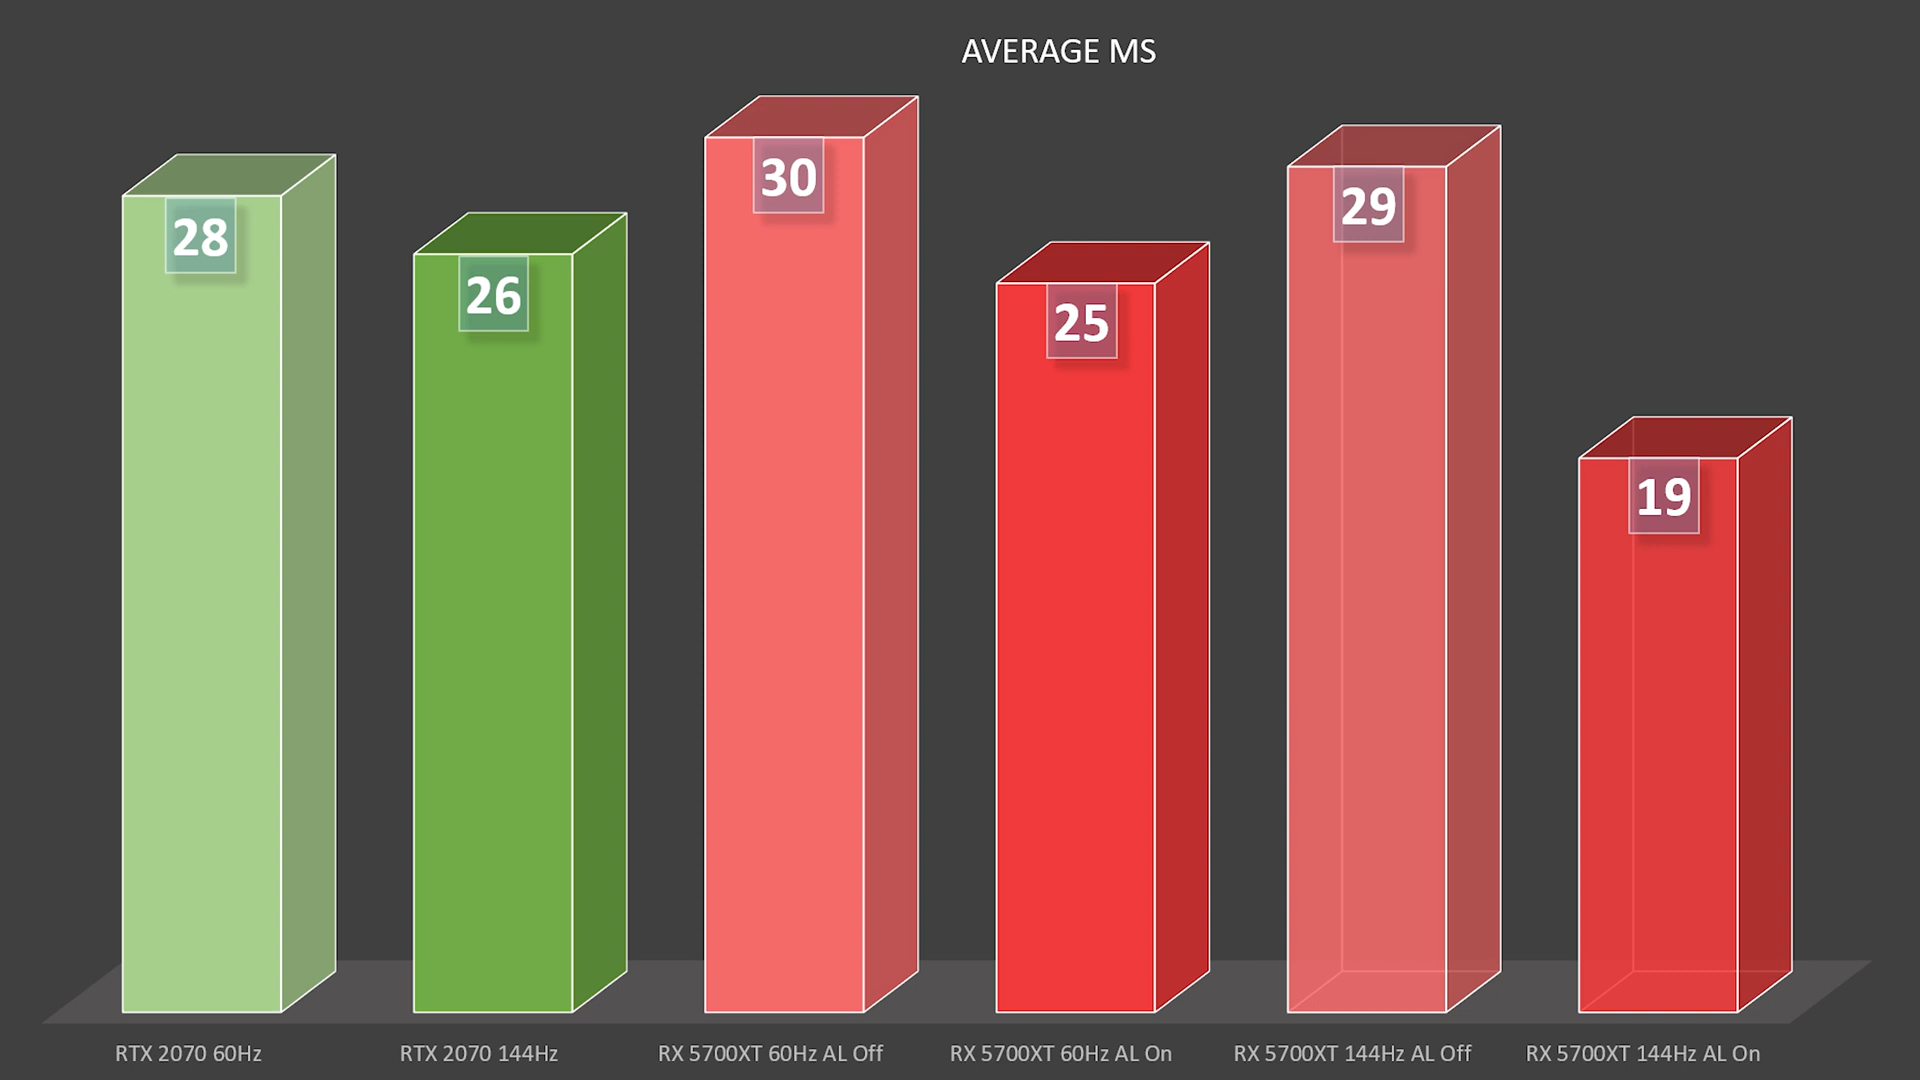 AVERAGE MS
28
26
30
25
29
19
RTX 2070 60Hz
RTX 2070 144Hz
RX 5700XT 60Hz AL Off
RX 5700XT 60Hz AL On
RX 5700XT 144Hz AL Off
RX 5700XT 144Hz AL On